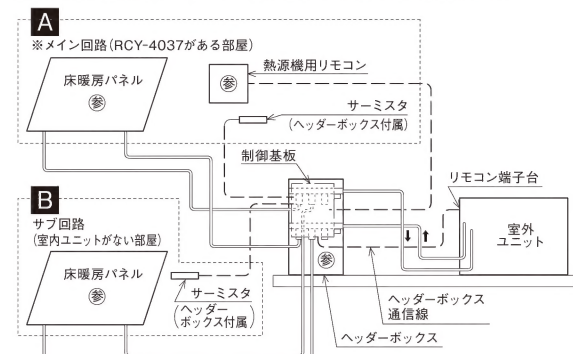 A
※メイン回路(RCY-4037がある部屋)
床暖房パネル
参
参
熱源機用リモコン
サーミスタ
(ヘッダーボックス付属)
制御基板
リモコン端子台
室外
ユニット
B
サブ回路
(室内ユニットがない部屋)
床暖房パネル
参
サーミスタ
(ヘッダー
ボックス付属)
参
ヘッダーボックス
通信線
ヘッダーボックス